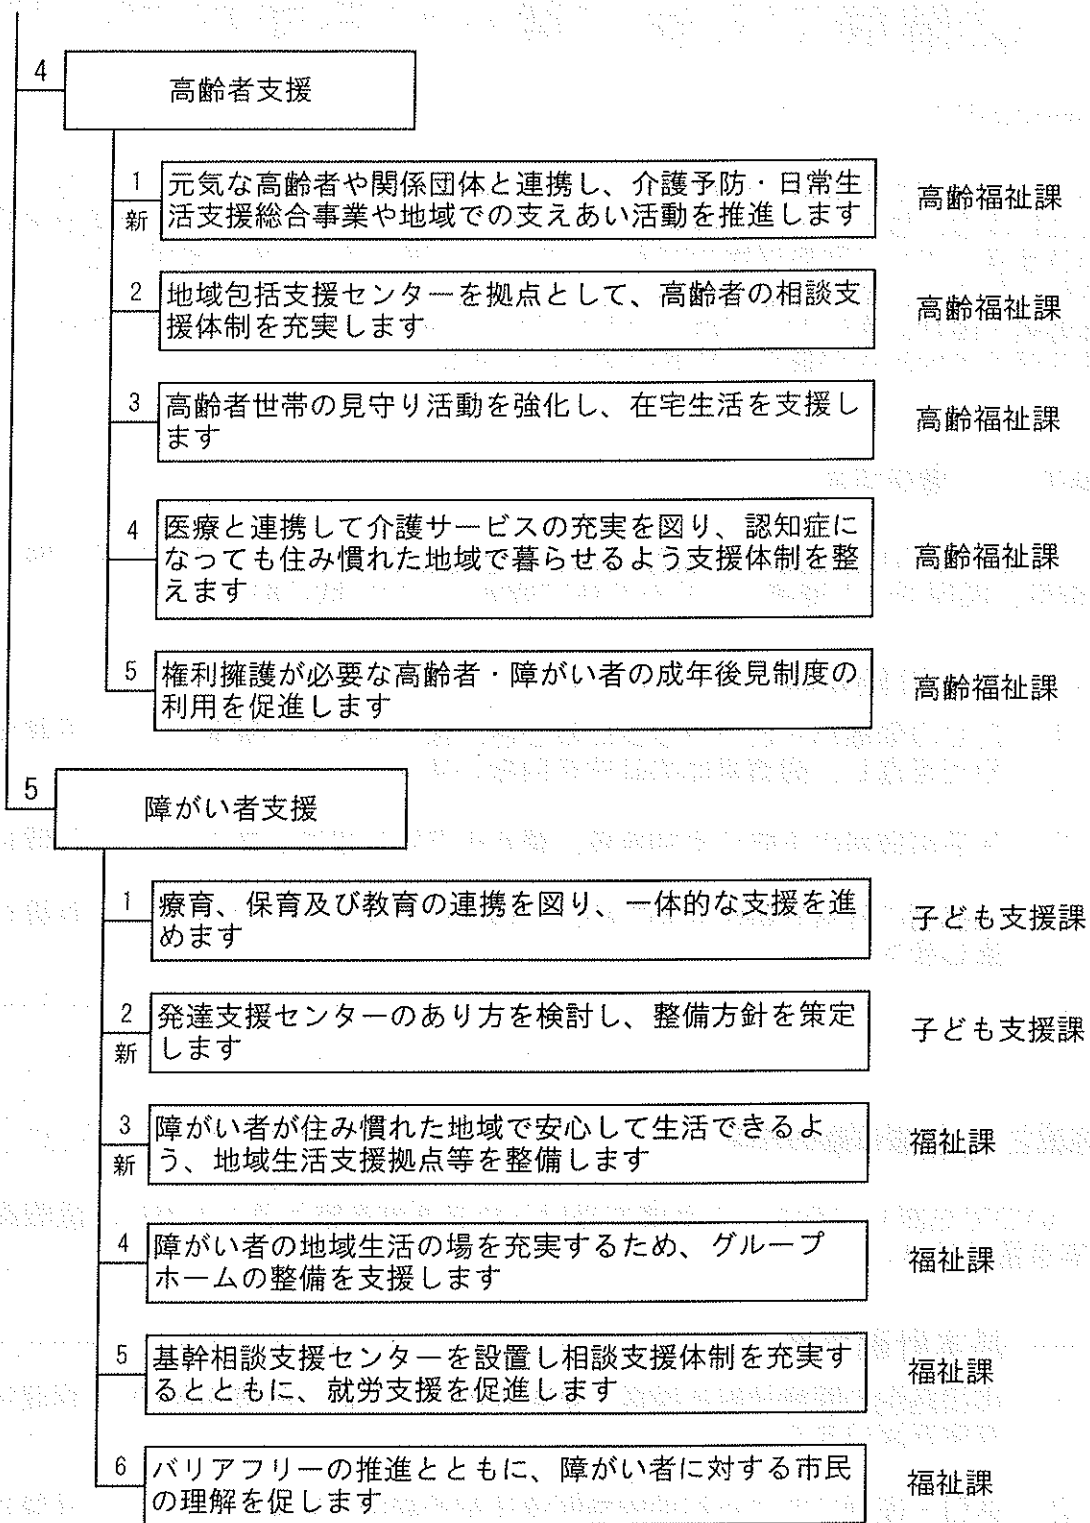 4
高齢者支援
1
新
元気な高齢者や関係団体と連携し、介護予防・日常生
活支援総合事業や地域での支えあい活動を推進します
高齢福祉課
2
地域包括支援センターを拠点として、高齢者の相談支
援体制を充実します
高齢福祉課
3
高齢者世帯の見守り活動を強化し、在宅生活を支援し
ます
高齢福祉課
4
医療と連携して介護サービスの充実を図り、認知症に
なっても住み慣れた地域で暮らせるよう支援体制を整
えます
高齢福祉課
5
権利擁護が必要な高齢者・障がい者の成年後見制度の
利用を促進します
高齢福祉課
5
障がい者支援
1
療育、保育及び教育の連携を図り、一体的な支援を進
めます
子ども支援課
2
新
発達支援センターのあり方を検討し、整備方針を策定
します
子ども支援課
3
新
障がい者が住み慣れた地域で安心して生活できるよ
う、地域生活支援拠点等を整備します
福祉課
4
障がい者の地域生活の場を充実するため、グループ
ホームの整備を支援します
福祉課
5
基幹相談支援センターを設置し相談支援体制を充実す
るとともに、就労支援を促進します
福祉課
6
バリアフリーの推進とともに、障がい者に対する市民
の理解を促します
福祉課